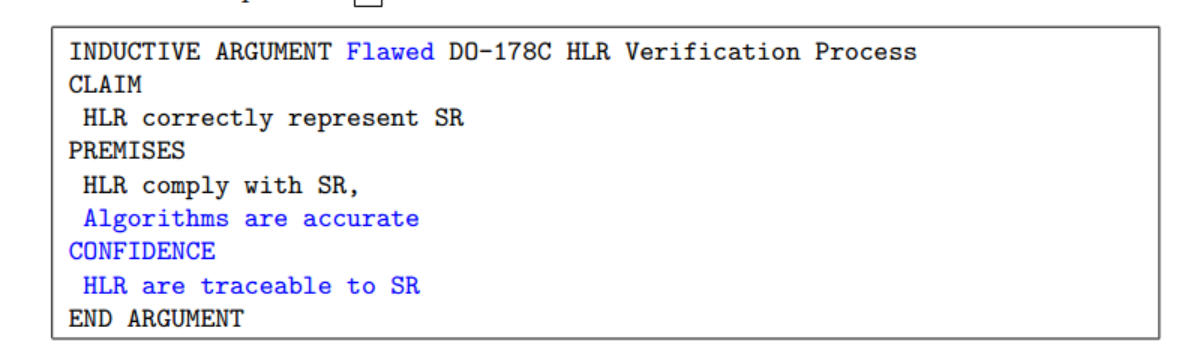 INDUCTIVE ARGUMENT Flawed DO-178C HLR Verification Process
CLAIM
HLR correctly represent SR
PREMISES
HLR comply with SR,
Algorithms are accurate
CONFIDENCE
HLR are traceable to SR
END ARGUMENT